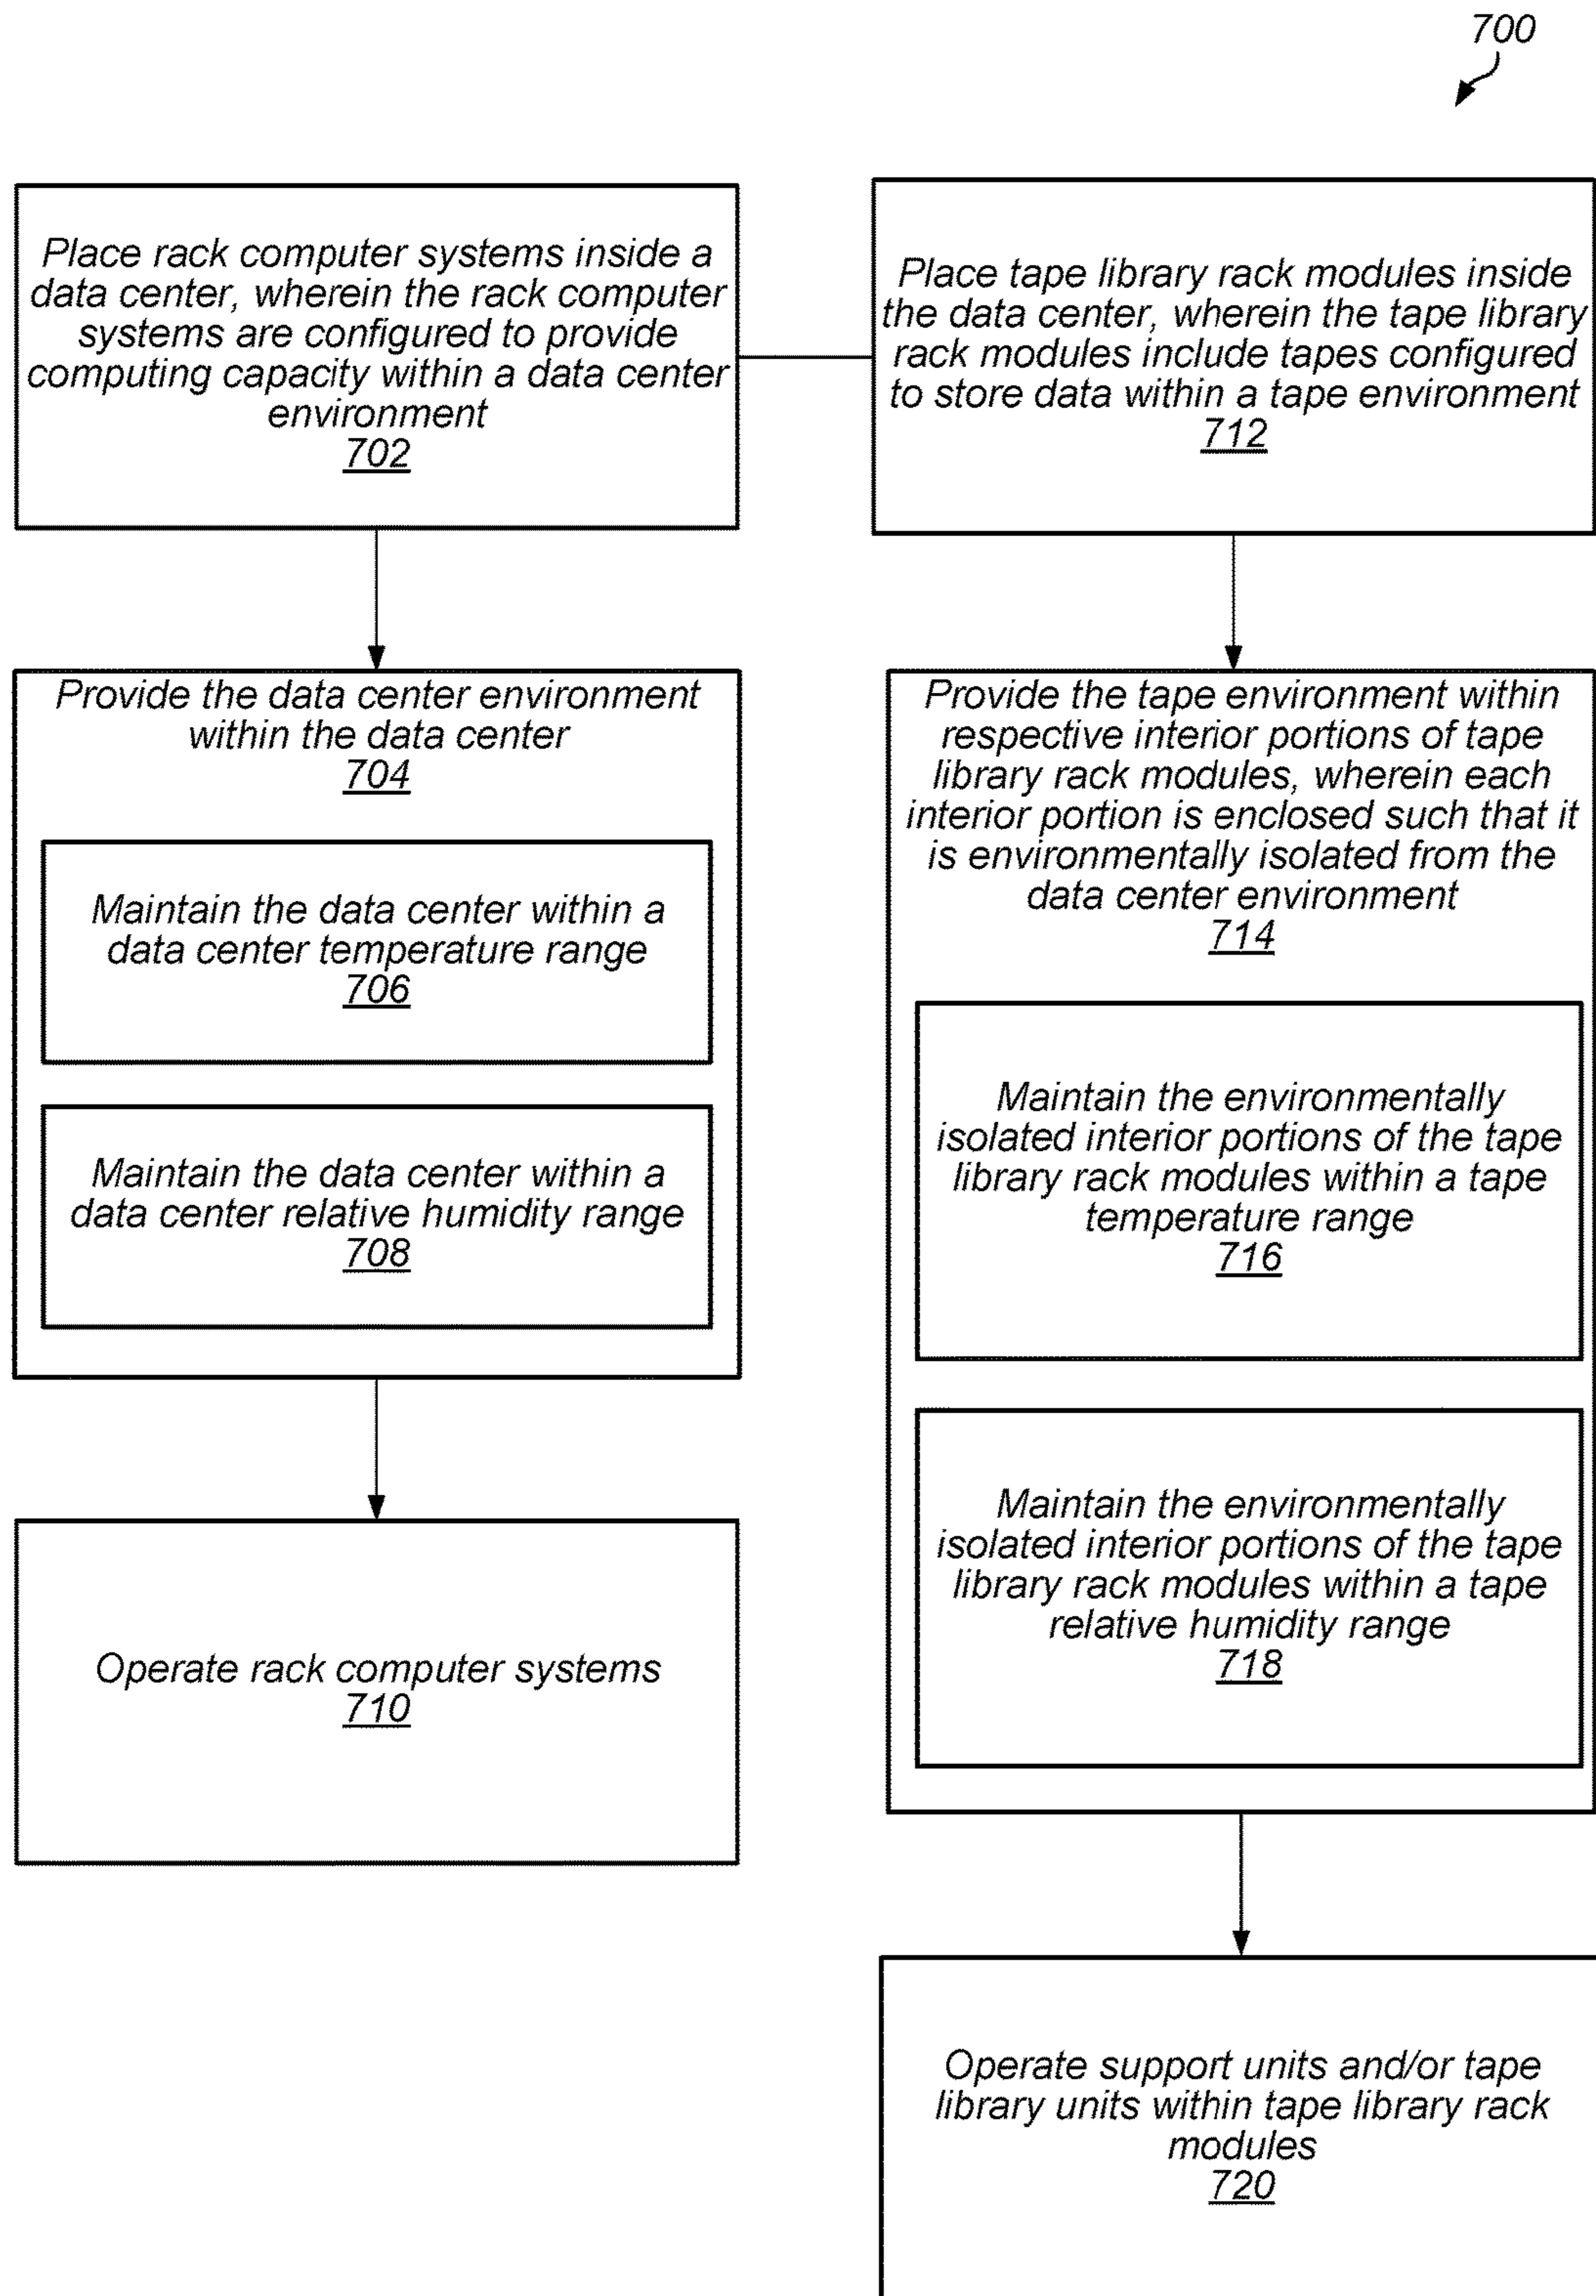 700
Place rack computer systems inside a
data center, wherein the rack computer
systems are configured to provide
computing capacity within a data center
environment
702
Place tape library rack modules inside
the data center, wherein the tape library
rack modules include tapes configured
to store data within a tape environment
712
Provide the data center environment
within the data center
704
Maintain the data center within a
data center temperature range
706
Maintain the data center within a
data center relative humidity range
708
Operate rack computer systems
710
Provide the tape environment within
respective interior portions of tape
library rack modules, wherein each
interior portion is enclosed such that it
is environmentally isolated from the
data center environment
714
Maintain the environmentally
isolated interior portions of the tape
library rack modules within a tape
temperature range
716
Maintain the environmentally
isolated interior portions of the tape
library rack modules within a tape
relative humidity range
718
Operate support units and/or tape
library units within tape library rack
modules
720